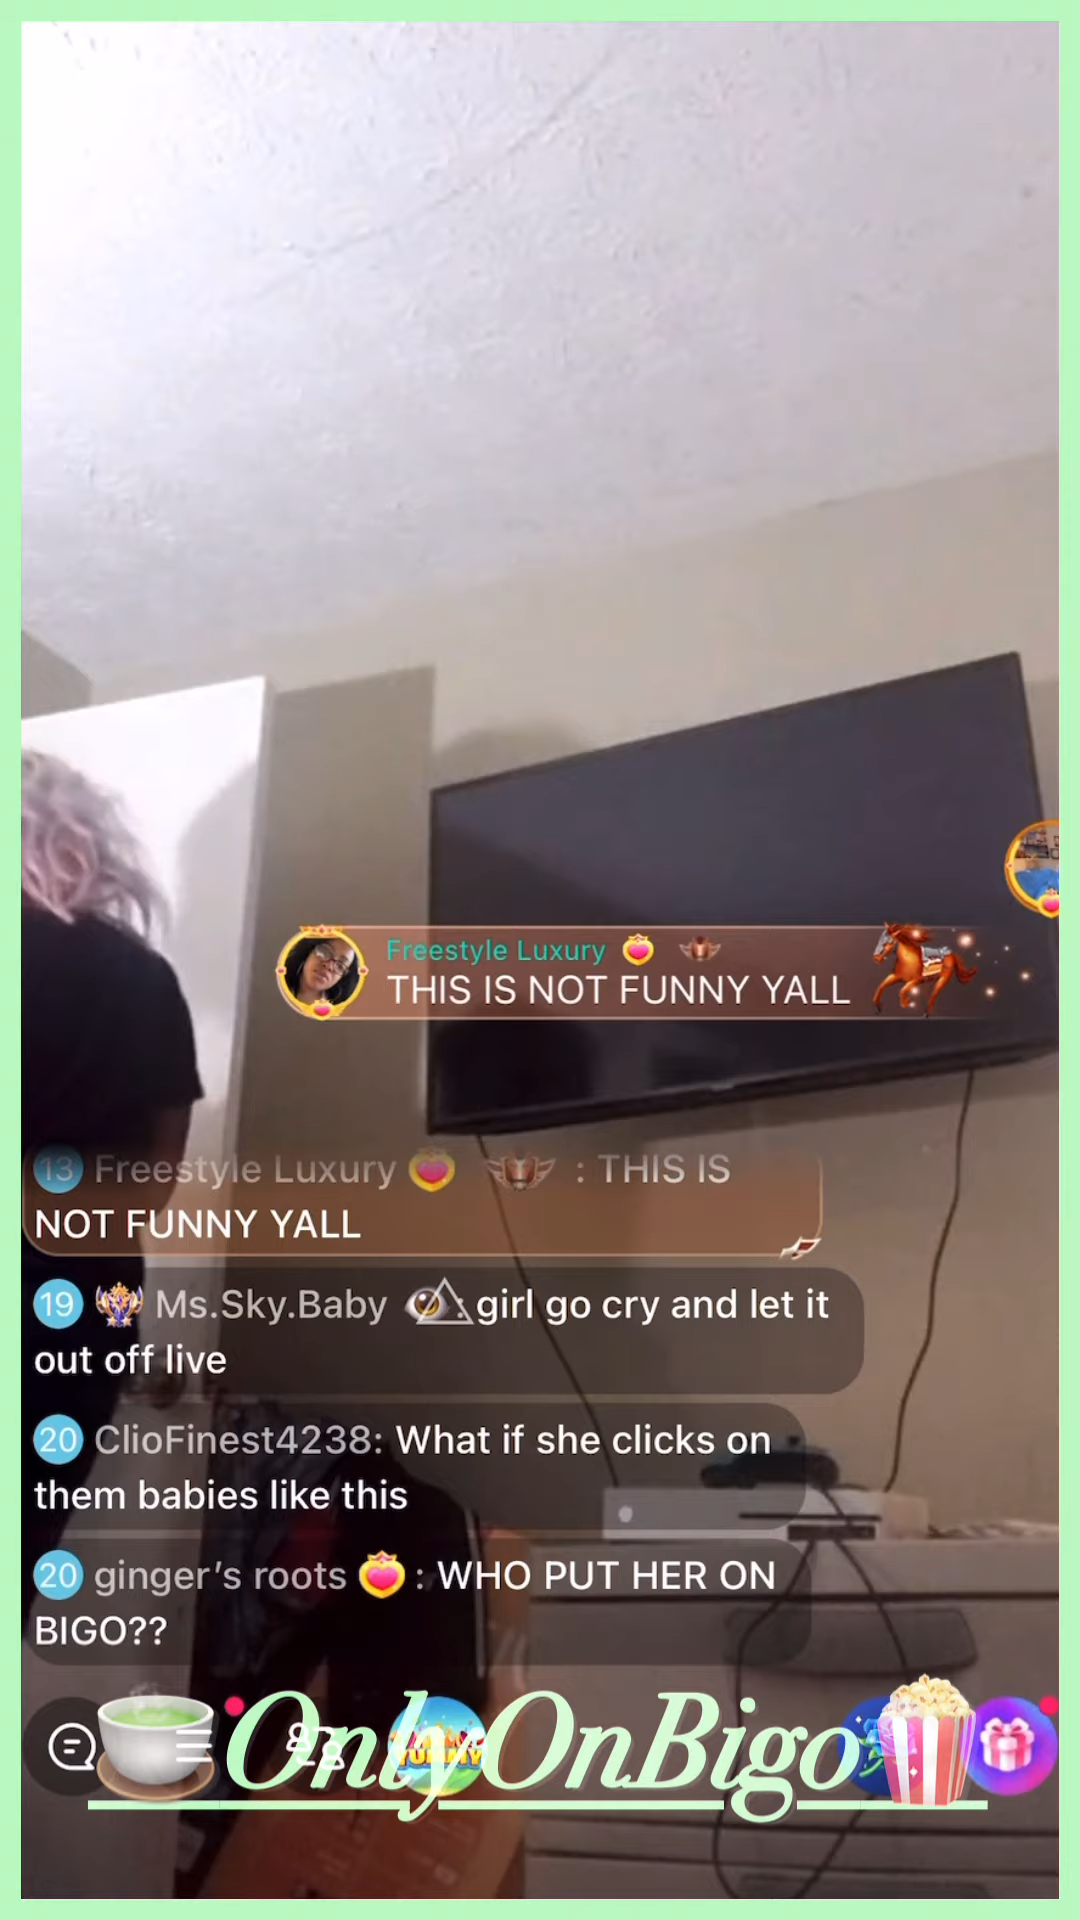 Freestyle Luxury
THIS IS NOT FUNNY YALL
13 Freestyle Luxury : THIS IS
NOT FUNNY YALL
19 Ms.Sky.Baby : girl go cry and let it
out off live
20 ClioFinest4238: What if she clicks on
them babies like this
20 ginger’s roots : WHO PUT HER ON
BIGO??
OnlyOnBigo